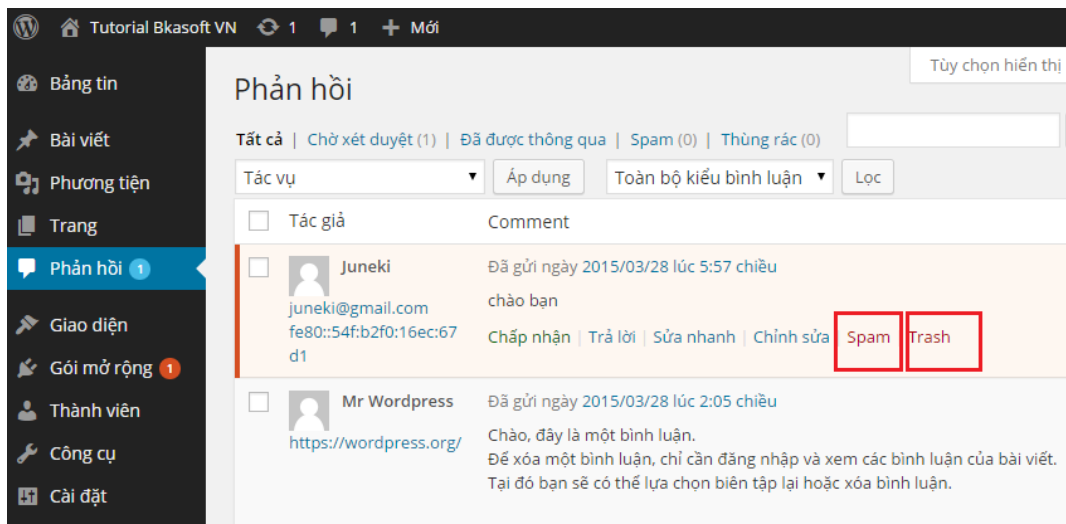 Tutorial Bkasoft VN 1 1 + Mới
Tùy chọn hiển thị
Bảng tin
Bài viết
Phương tiện
Trang
Phản hồi 1
Giao diện
Gói mở rộng 1
Thành viên
Công cụ
Cài đặt
Phản hồi
Tất cả | Chờ xét duyệt (1) | Đã được thông qua | Spam (0) | Thùng rác (0)
Tác vụ Áp dụng Toàn bộ kiểu bình luận Lọc
Tác giả Comment
Juneki
juneki@gmail.com
fe80::54f:b2f0:16ec:67
d1
Đã gửi ngày 2015/03/28 lúc 5:57 chiều
chào bạn
Chấp nhận | Trả lời | Sửa nhanh | Chỉnh sửa Spam Trash
Mr Wordpress
https://wordpress.org/
Đã gửi ngày 2015/03/28 lúc 2:05 chiều
Chào, đây là một bình luận.
Để xóa một bình luận, chỉ cần đăng nhập và xem các bình luận của bài viết.
Tại đó bạn sẽ có thể lựa chọn biên tập lại hoặc xóa bình luận.